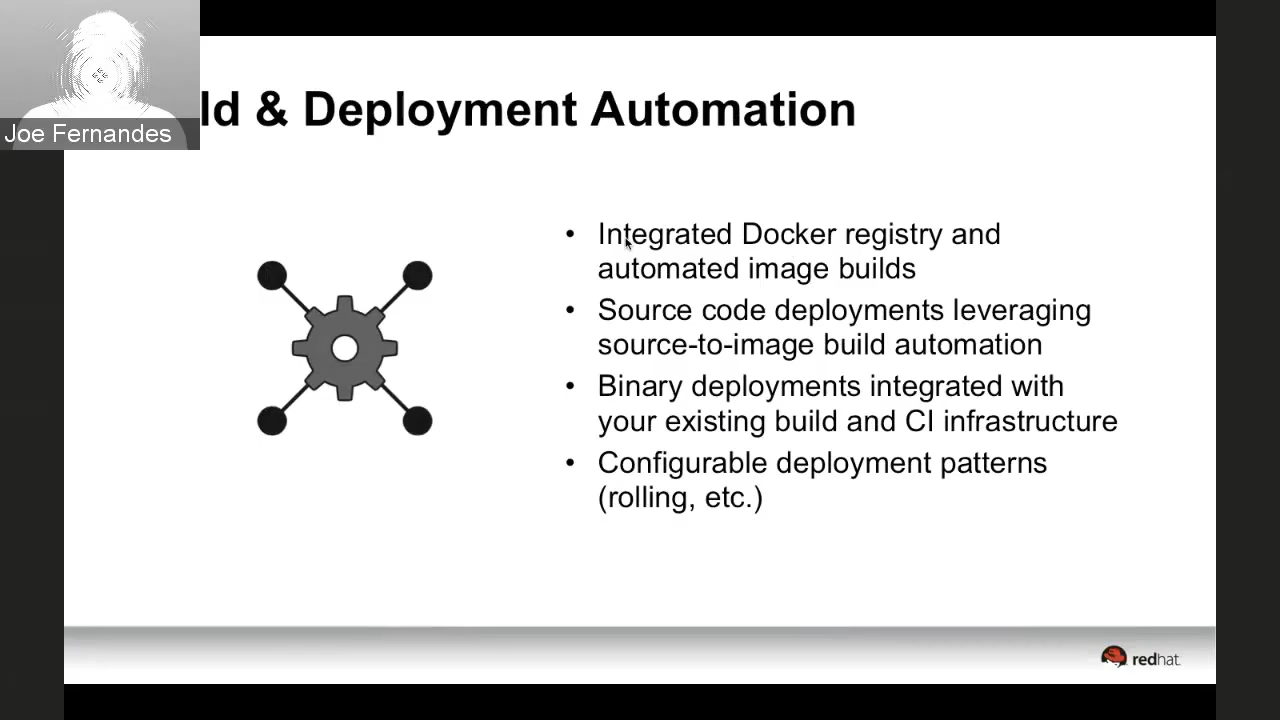 ld & Deployment Automation
Joe Fernandes
• Integrated Docker registry and
automated image builds
• Source code deployments leveraging
source-to-image build automation
• Binary deployments integrated with
your existing build and CI infrastructure
• Configurable deployment patterns
(rolling, etc.)
redhat.